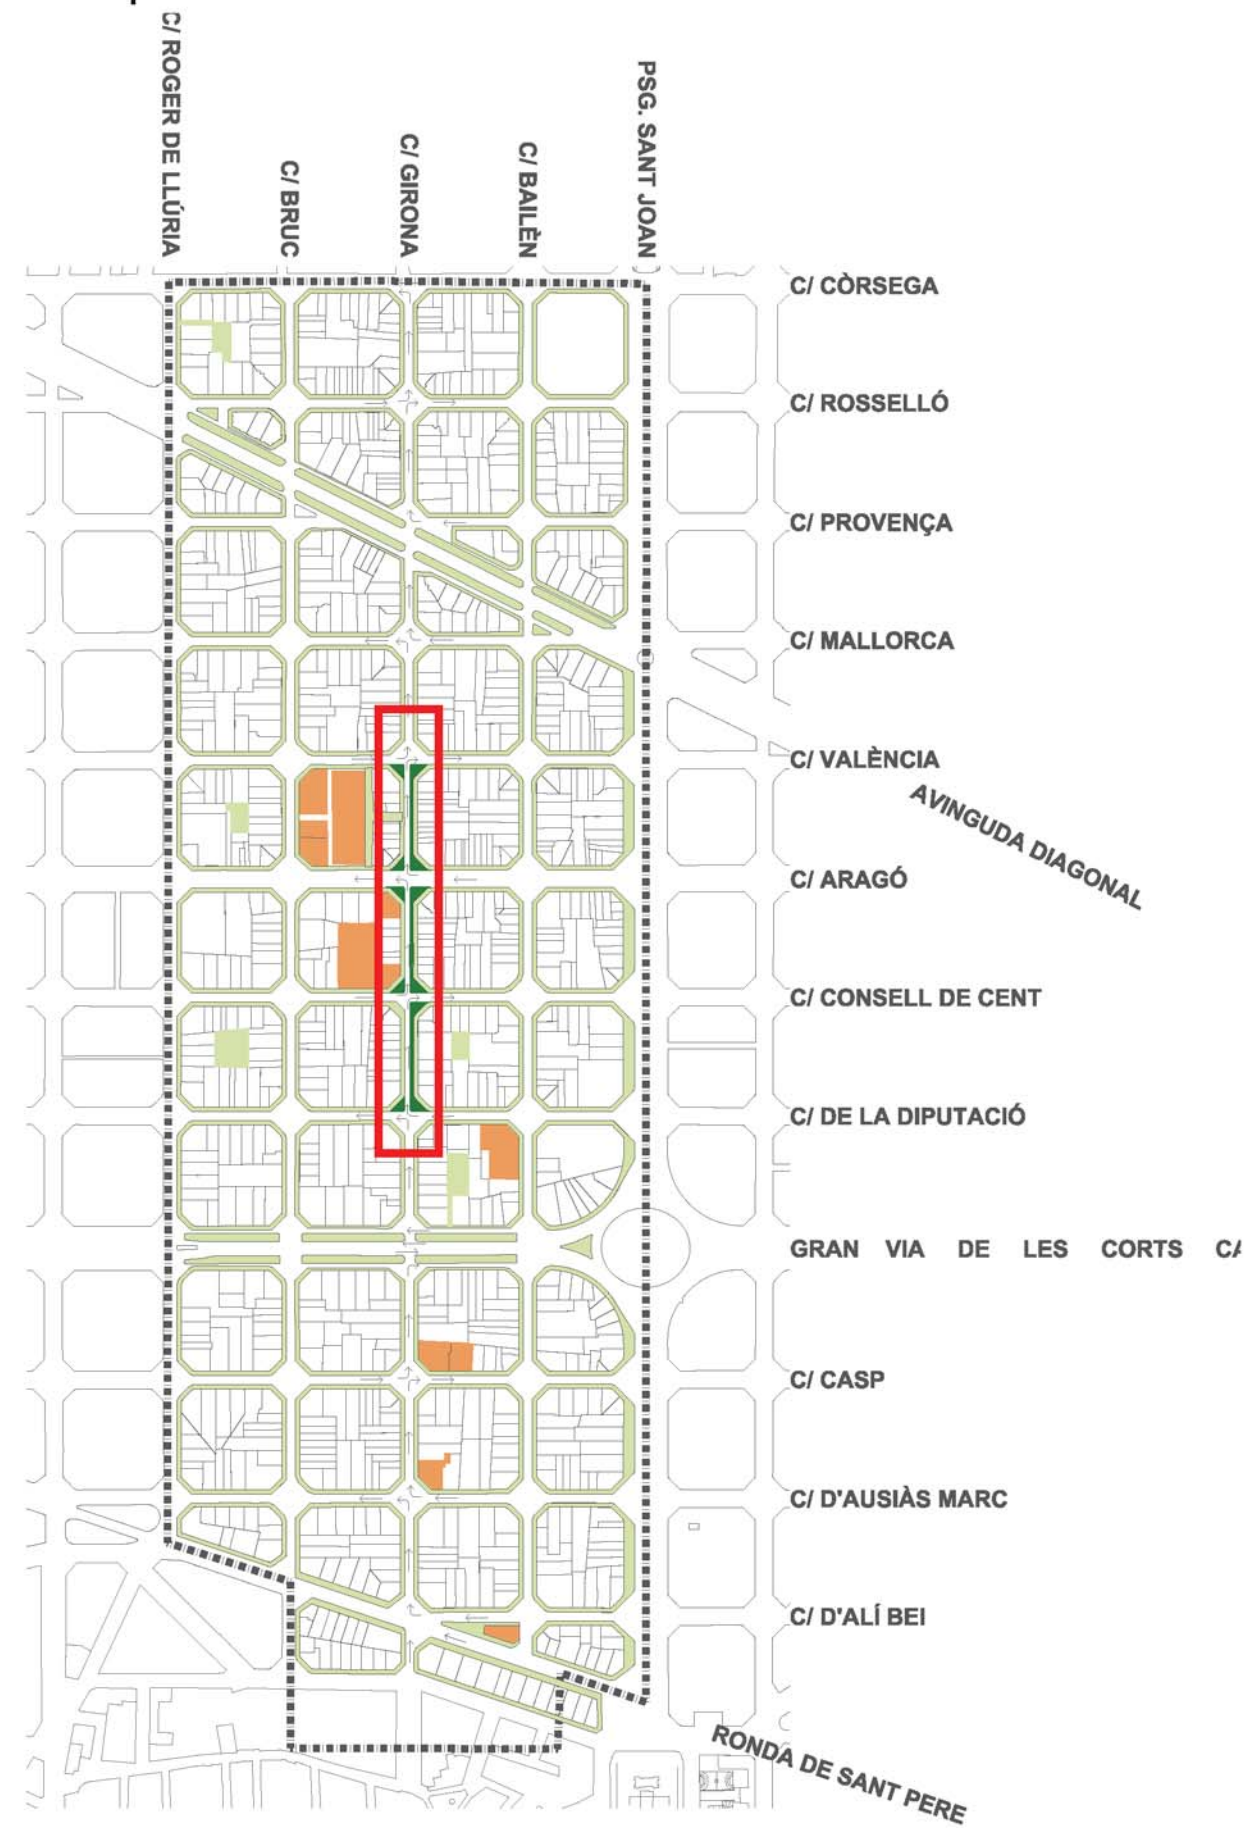 C/ ROGER DE LLÚRIA
C/ BRUC
C/ GIRONA
C/ BAILÈN
PSG. SANT JOAN
C/ CÒRSEGA
C/ ROSSELLÓ
C/ PROVENÇA
C/ MALLORCA
C/ VALÈNCIA
AVINGUDA DIAGONAL
C/ ARAGÓ
C/ CONSELL DE CENT
C/ DE LA DIPUTACIÓ
GRAN VIA DE LES CORTS
C/ CASP
C/ D'AUSIÀS MARC
C/ D'ALÍ BEI
RONDA DE SANT PERE